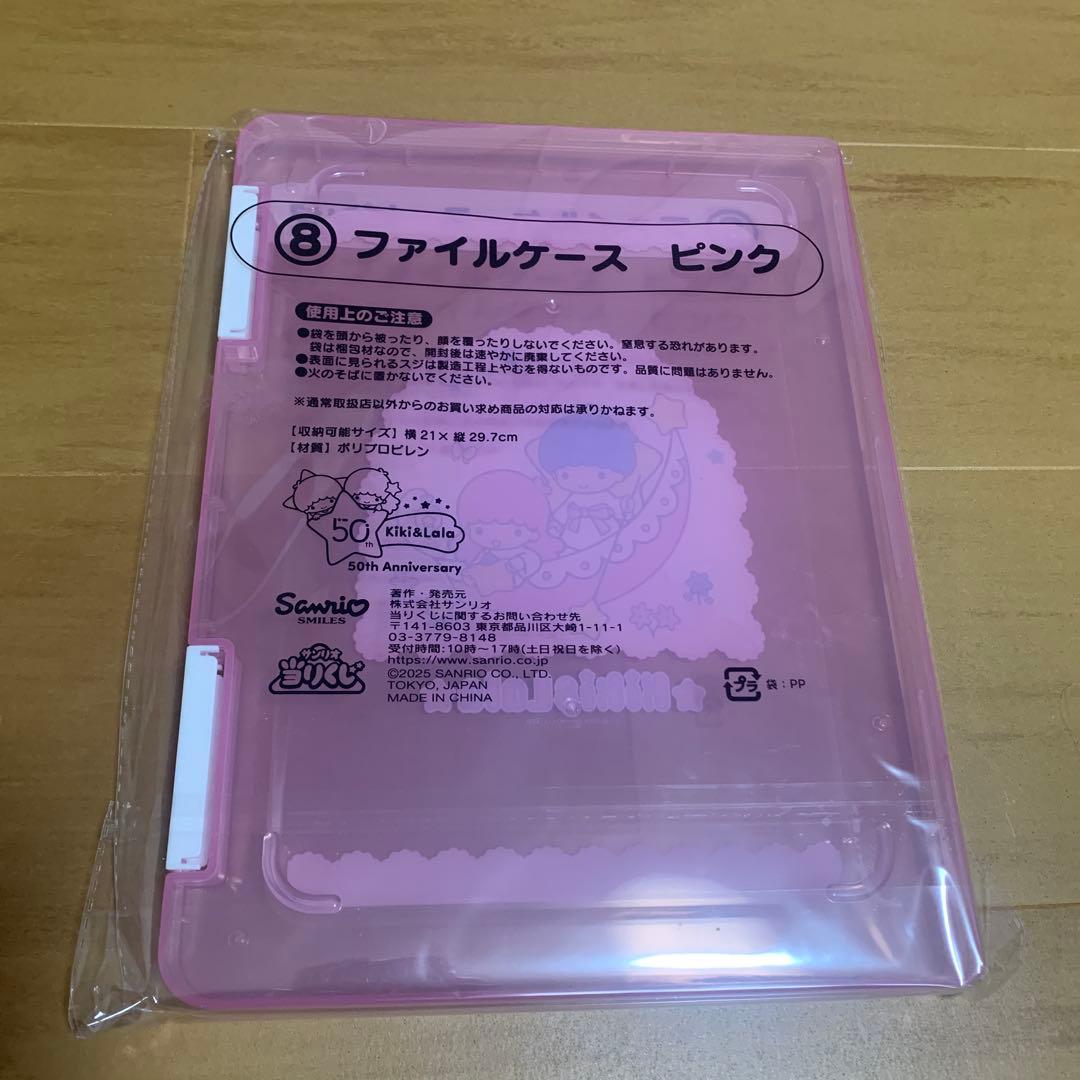 ⑧ ファイルケース ピンク
使用上のご注意
●袋を頭から被ったり、顔を覆ったりしないでください。窒息する恐れがあります。
袋は梱包材なので、開封後は速やかに廃棄してください。
●表面に見られるスジは製造工程上やむを得ないものです。品質に問題はありません。
●火のそばに置かないでください。
※通常取扱店以外からのお買い求め商品の対応は承りかねます。
【収納可能サイズ】横21×縦29.7cm
【材質】ポリプロピレン
50th
Kiki&Lala
50th Anniversary
Sanrio
SMILES
サンリオ
当りくじ
著作・発売元
株式会社サンリオ
当りくじに関するお問い合わせ先
〒141-8603 東京都品川区大崎1-11-1
03-3779-8148
受付時間:10時~17時(土日祝日を除く)
https://www.sanrio.co.jp
©2025 SANRIO CO., LTD.
TOKYO, JAPAN
MADE IN CHINA
プラ 袋:PP